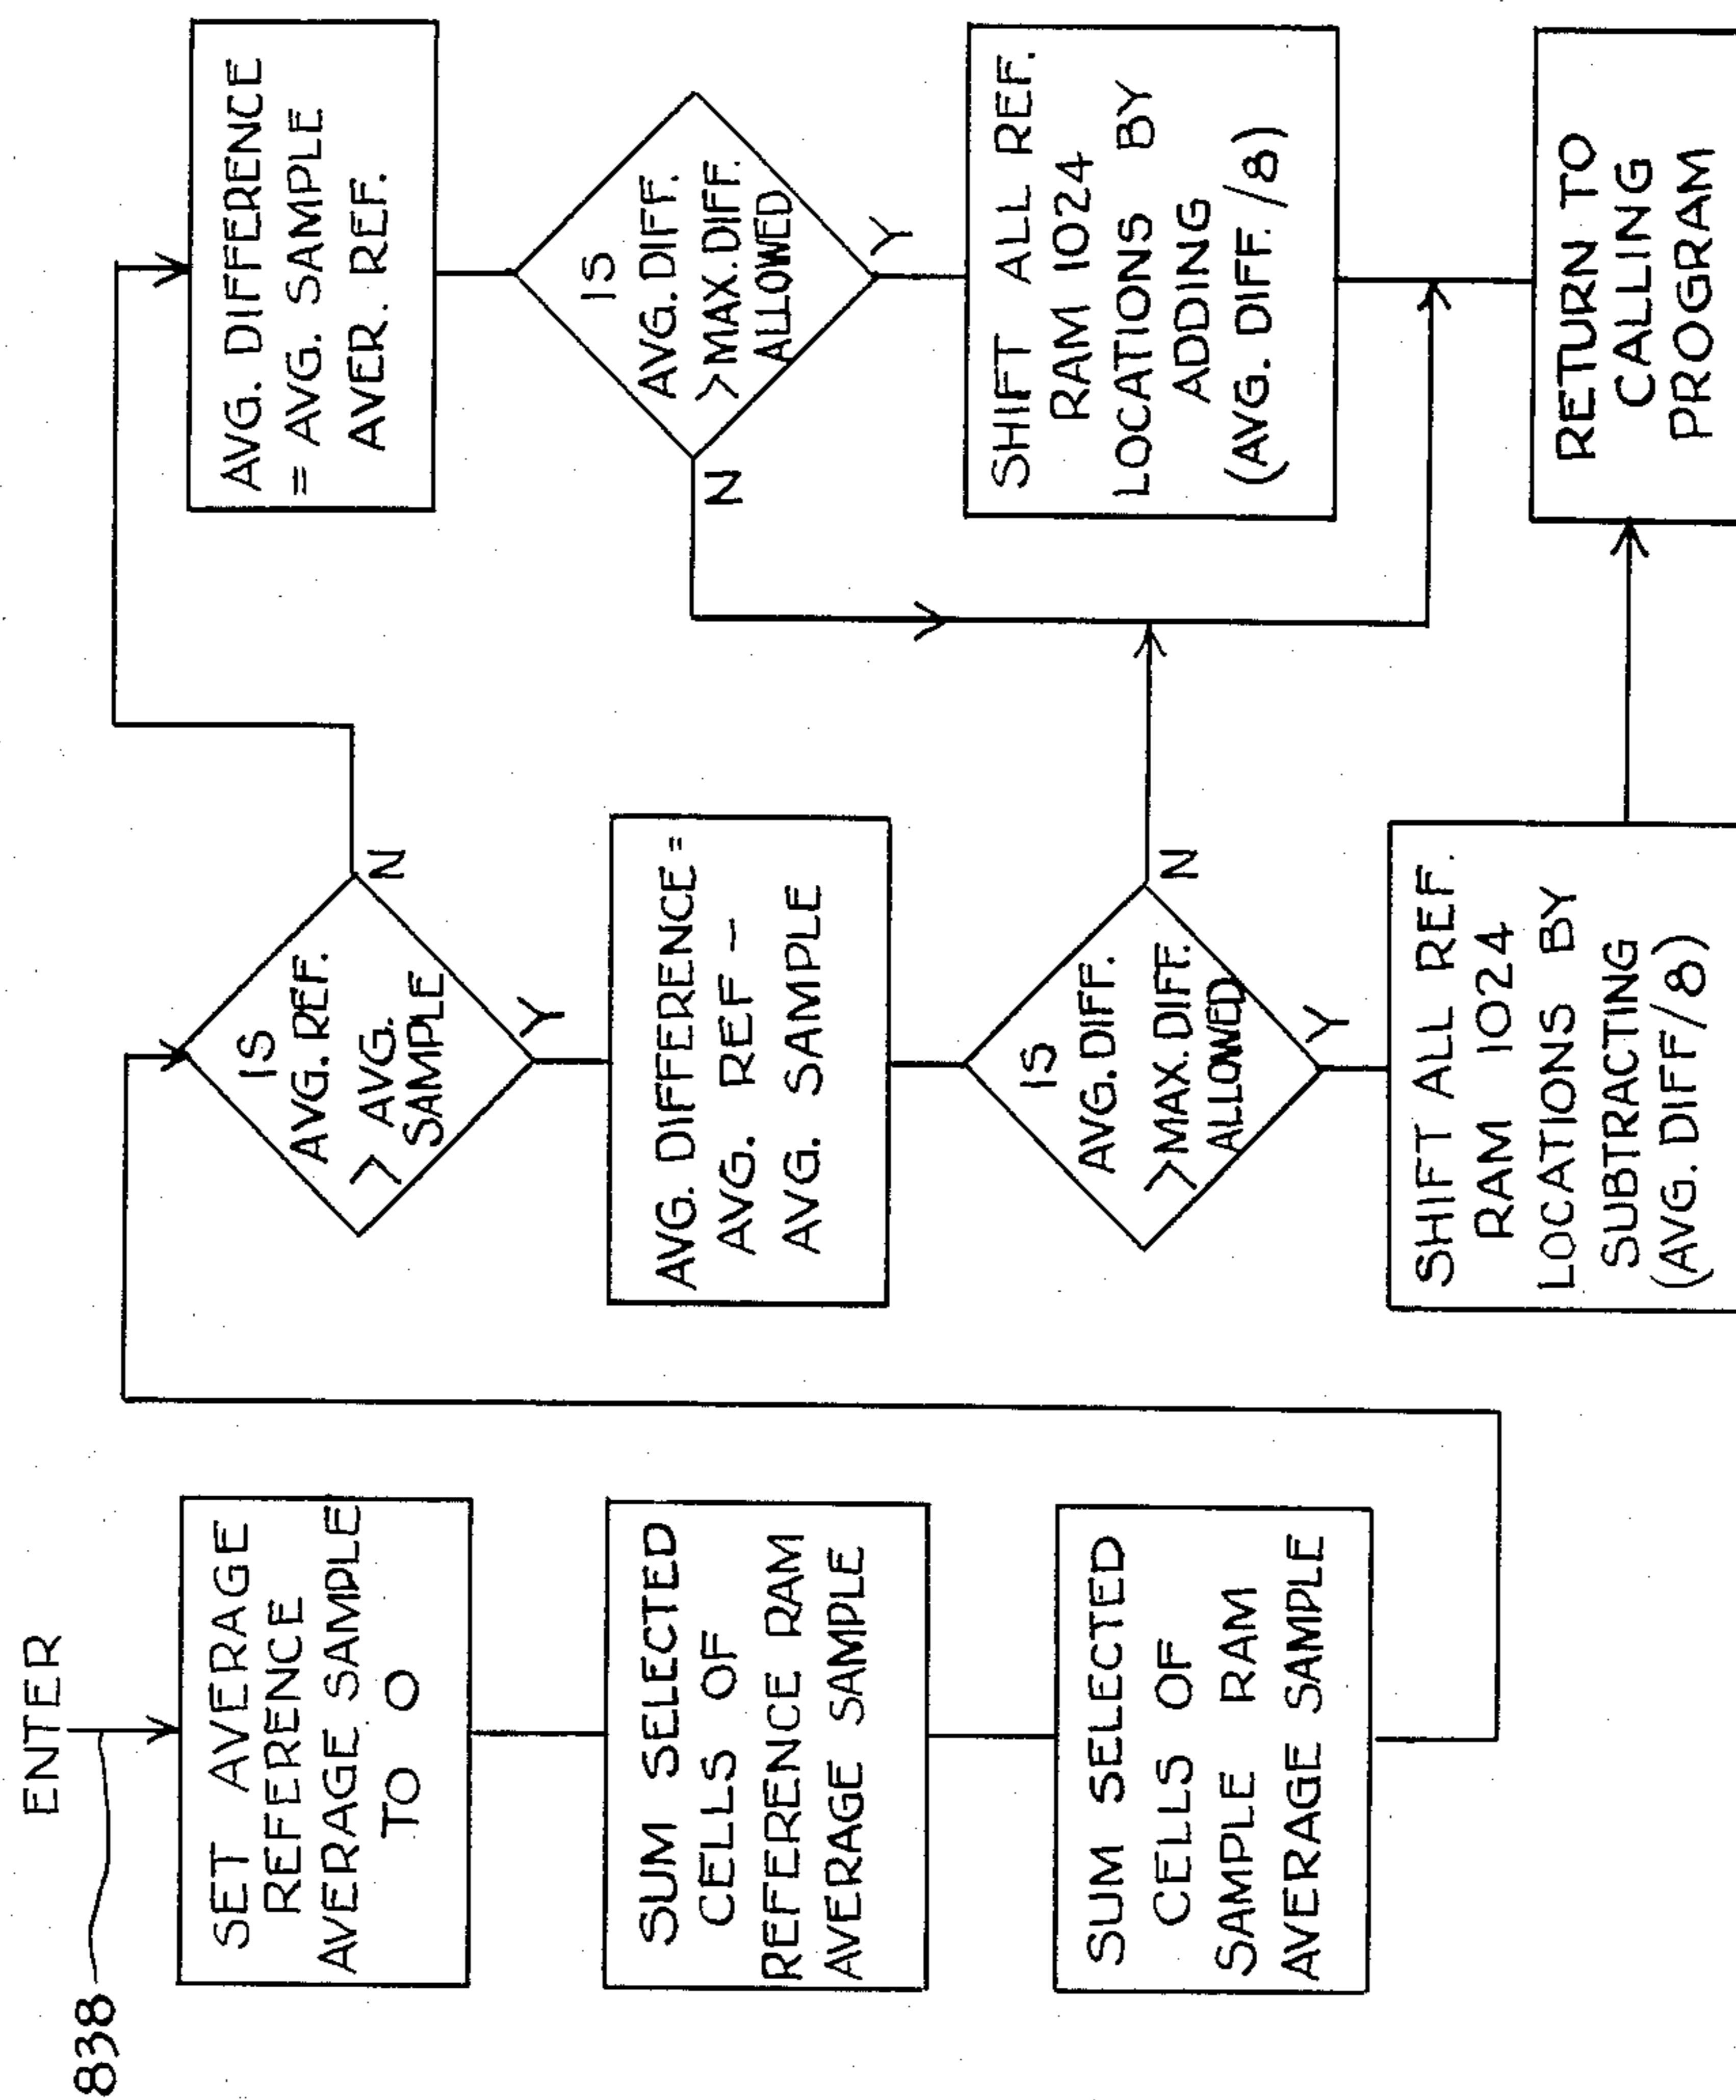 838
ENTER
SET AVERAGE
REFERENCE
AVERAGE SAMPLE
TO O
SUM SELECTED
CELLS OF
REFERENCE RAM
AVERAGE SAMPLE
SUM SELECTED
CELLS OF
SAMPLE RAM
AVERAGE SAMPLE
IS
AVG. REF.
> AVG.
SAMPLE
N
Y
AVG. DIFFERENCE =
AVG. REF -
AVG. SAMPLE
IS
AVG. DIFF.
>MAX. DIFF.
ALLOWED
N
Y
SHIFT ALL REF.
RAM 1024
LOCATIONS BY
SUBTRACTING
(AVG. DIFF/8)
AVG. DIFFERENCE
= AVG. SAMPLE
AVER. REF.
IS
AVG. DIFF.
>MAX. DIFF.
ALLOWED
N
Y
SHIFT ALL REF.
RAM 1024
LOCATIONS BY
ADDING
(AVG. DIFF. /8)
RETURN TO
CALLING
PROGRAM